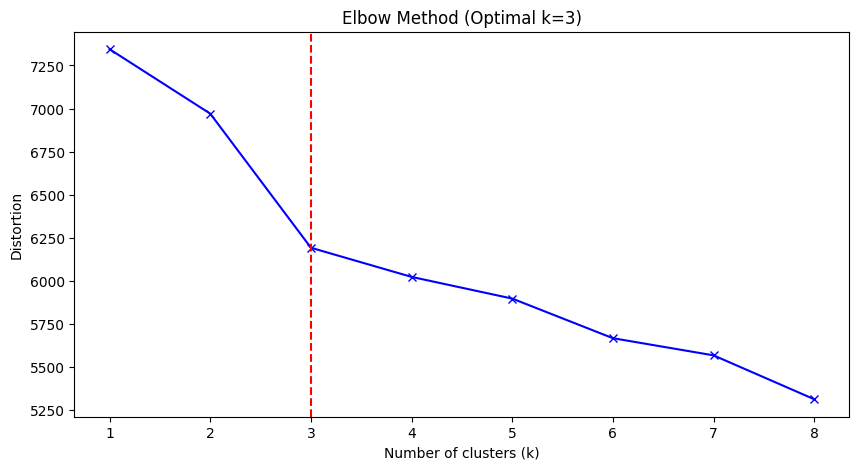 Elbow Method (Optimal k=3)
Distortion
7250
7000
6750
6500
6250
6000
5750
5500
5250
1 2 3 4 5 6 7 8
Number of clusters (k)